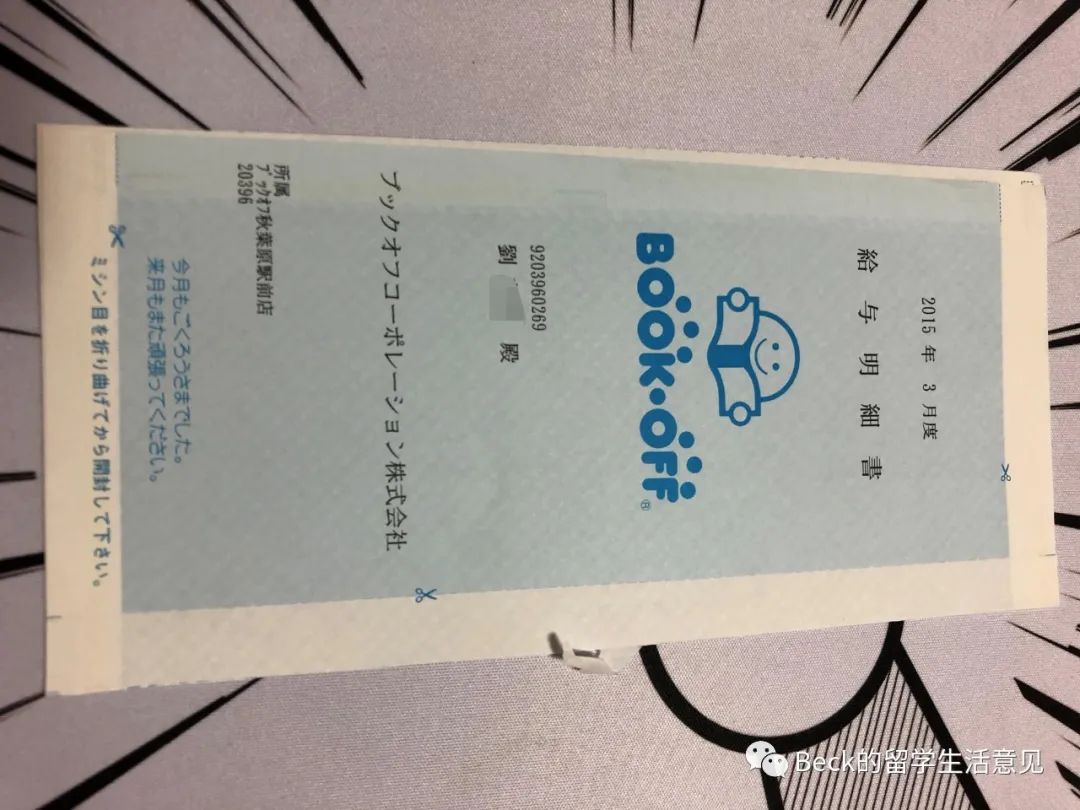 2015 年 3 月度
給与明細書
BOOK·OFF
®
9203960269
劉 殿
ブックオフコーポレーション株式会社
所属
ブックオフ秋葉原駅前店
20396
今月もごくろうさまでした。
来月もまた頑張ってください。
ミシン目を折り曲げてから開封して下さい。
Beck的留学生活意见